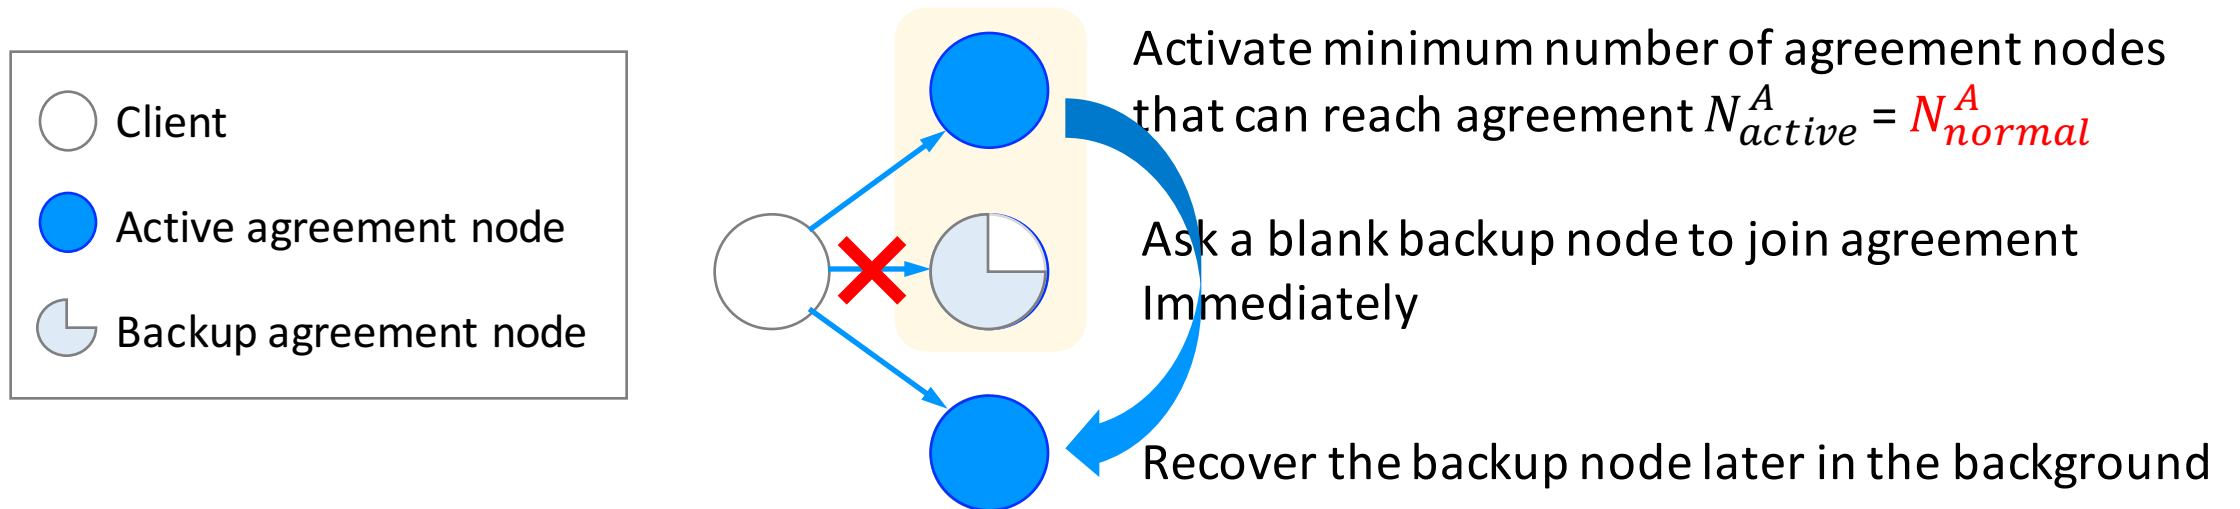 Client
Active agreement node
Backup agreement node
Activate minimum number of agreement nodes
that can reach agreement N^A_active = N^A_normal
Ask a blank backup node to join agreement
Immediately
Recover the backup node later in the background